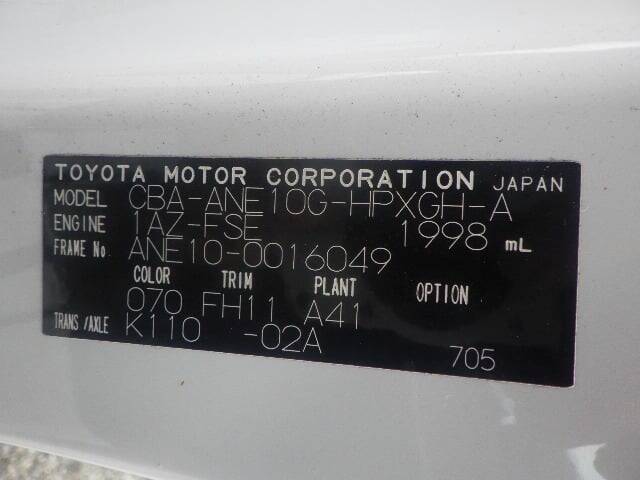 TOYOTA MOTOR CORPORATION JAPAN
MODEL CBA-ANE10G-HPXGH-A
ENGINE 1AZ-FSE 1998 mL
FRAME No ANE10-0016049
COLOR TRIM PLANT OPTION
070 FH11 A41
TRANS/AXLE K110 -02A
705